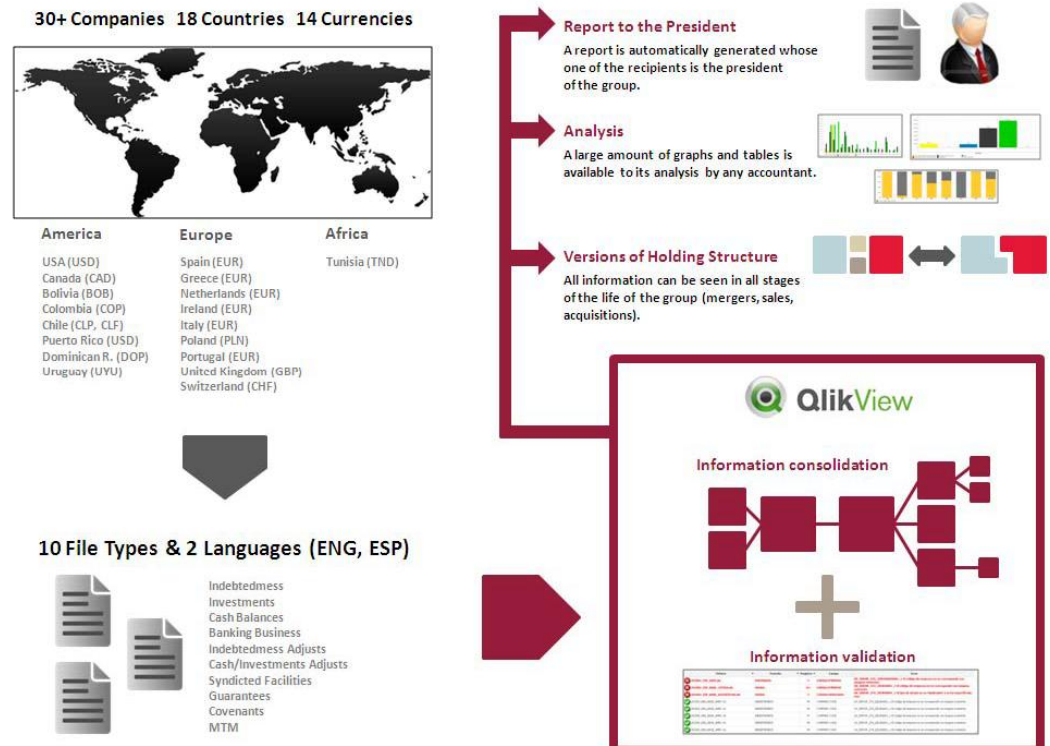 30+ Companies 18 Countries 14 Currencies
America
USA (USD)
Canada (CAD)
Bolivia (BOB)
Colombia (COP)
Chile (CLP, CLF)
Puerto Rico (USD)
Dominican R. (DOP)
Uruguay (UYU)
Europe
Spain (EUR)
Greece (EUR)
Netherlands (EUR)
Ireland (EUR)
Italy (EUR)
Poland (PLN)
Portugal (EUR)
United Kingdom (GBP)
Switzerland (CHF)
Africa
Tunisia (TND)
10 File Types & 2 Languages (ENG, ESP)
Indebtedness
Investments
Cash Balances
Banking Business
Indebtedness Adjusts
Cash/Investments Adjusts
Syndicted Facilities
Guarantees
Covenants
MTM
Report to the President
A report is automatically generated whose
one of the recipients is the president
of the group.
Analysis
A large amount of graphs and tables is
available to its analysis by any accountant.
Versions of Holding Structure
All information can be seen in all stages
of the life of the group (mergers, sales,
acquisitions).
QlikView
Information consolidation
Information validation